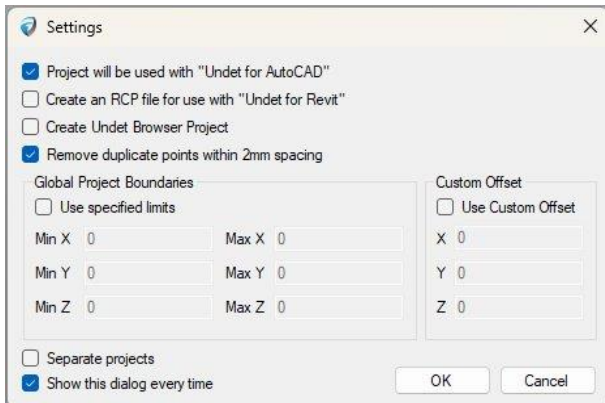 Settings
Project will be used with "Undet for AutoCAD"
Create an RCP file for use with "Undet for Revit"
Create Undet Browser Project
Remove duplicate points within 2mm spacing
Global Project Boundaries
Use specified limits
Min X 0 Max X 0
Min Y 0 Max Y 0
Min Z 0 Max Z 0
Custom Offset
Use Custom Offset
X 0
Y 0
Z 0
Separate projects
Show this dialog every time
OK Cancel